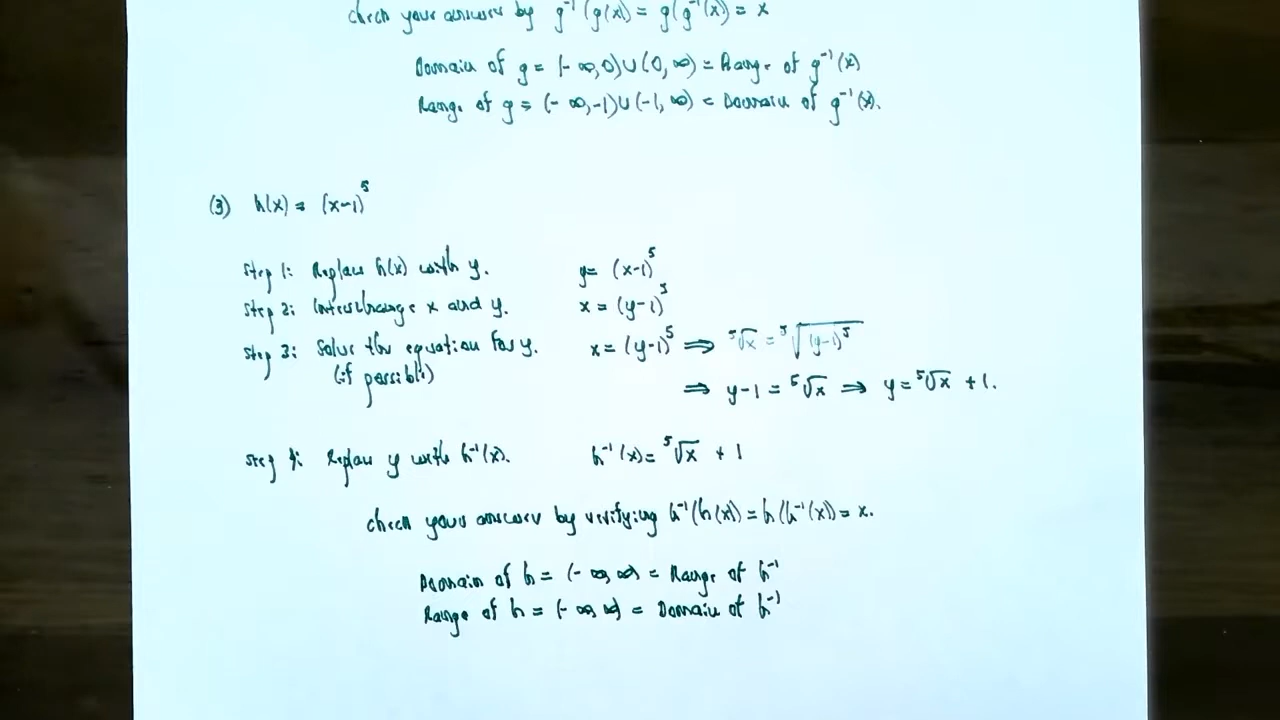 check your answer by g⁻¹(g(x)) = g(g⁻¹(x)) = x
Domain of g = (-∞,0)∪(0,∞) = Range of g⁻¹(x)
Range of g = (-∞,-1)∪(-1,∞) = Domain of g⁻¹(x).
(3) h(x) = (x-1)⁵
Step 1: Replace h(x) with y. y = (x-1)⁵
Step 2: Interchange x and y. x = (y-1)⁵
Step 3: Solve the equation for y. x = (y-1)⁵ ⇒ ⁵√x = ⁵√(y-1)⁵
(if possible) ⇒ y-1 = ⁵√x ⇒ y = ⁵√x + 1.
Step 4: Replace y with h⁻¹(x). h⁻¹(x) = ⁵√x + 1
check your answer by verifying h⁻¹(h(x)) = h(h⁻¹(x)) = x.
Domain of h = (-∞,∞) = Range of h⁻¹
Range of h = (-∞,∞) = Domain of h⁻¹